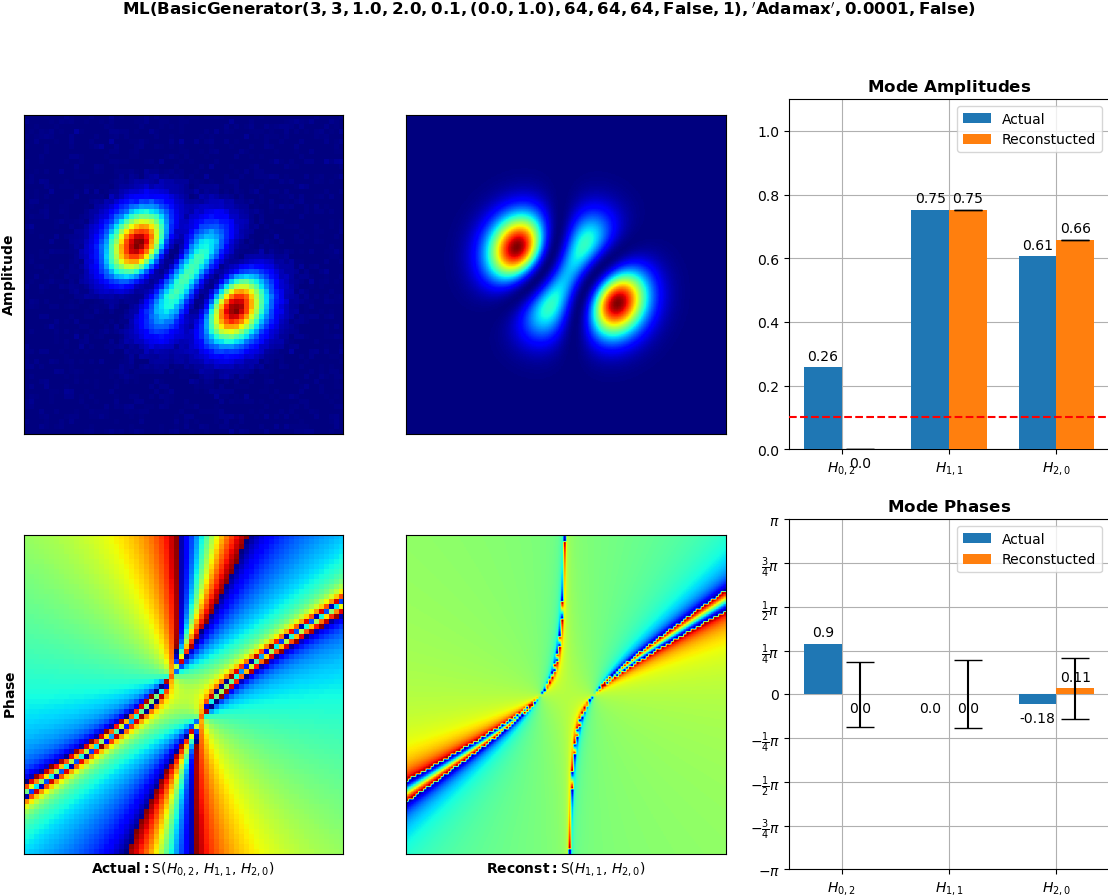 ML(BasicGenerator(3, 3, 1.0, 2.0, 0.1, (0.0, 1.0), 64, 64, 64, False, 1), ′Adamax′, 0.0001, False)
Amplitude
Mode Amplitudes
Actual
Reconstucted
1.0
0.8
0.6
0.4
0.2
0.0
0.26
0.0
0.75
0.75
0.61
0.66
H0,2
H1,1
H2,0
Phase
Actual: S(H0,2, H1,1, H2,0)
Reconst: S(H1,1, H2,0)
Mode Phases
Actual
Reconstucted
π
3/4π
1/2π
1/4π
0
−1/4π
−1/2π
−3/4π
−π
0.9
0.0
0.0
0.0
-0.18
0.11
H0,2
H1,1
H2,0